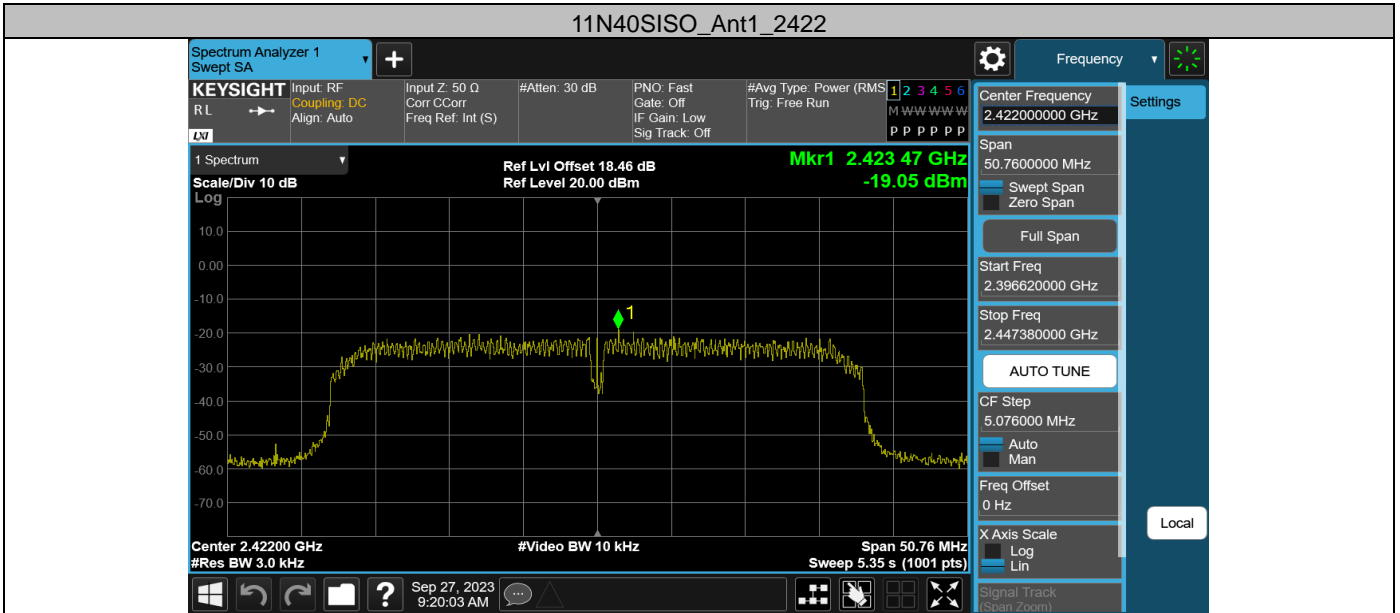 11N40SISO_Ant1_2422
Spectrum Analyzer 1
Swept SA
Frequency
KEYSIGHT
RL
LXI
Input: RF
Coupling: DC
Align: Auto
Input Z: 50 Ω
Corr CCorr
Freq Ref: Int (S)
#Atten: 30 dB
PNO: Fast
Gate: Off
IF Gain: Low
Sig Track: Off
#Avg Type: Power (RMS
Trig: Free Run
1 2 3 4 5 6
M W W W W W
P P P P P P
1 Spectrum
Scale/Div 10 dB
Log
Ref Lvl Offset 18.46 dB
Ref Level 20.00 dBm
Mkr1 2.423 47 GHz
-19.05 dBm
10.0
0.00
-10.0
-20.0
-30.0
-40.0
-50.0
-60.0
-70.0
1
Center 2.42200 GHz
#Res BW 3.0 kHz
#Video BW 10 kHz
Span 50.76 MHz
Sweep 5.35 s (1001 pts)
Center Frequency
2.422000000 GHz
Span
50.7600000 MHz
Swept Span
Zero Span
Full Span
Start Freq
2.396620000 GHz
Stop Freq
2.447380000 GHz
AUTO TUNE
CF Step
5.076000 MHz
Auto
Man
Freq Offset
0 Hz
X Axis Scale
Log
Lin
Signal Track
(Span Zoom)
Settings
Local
?
Sep 27, 2023
9:20:03 AM